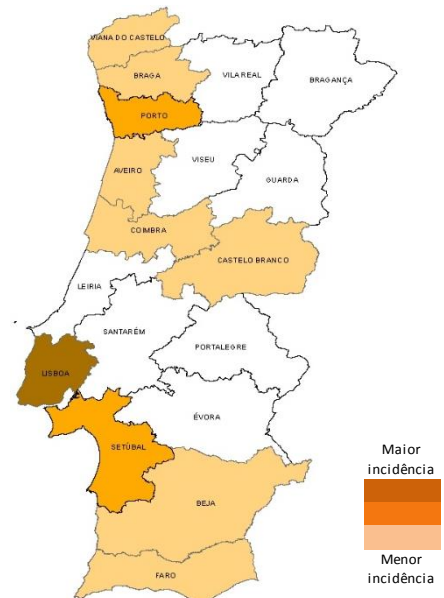 VIANA DO CASTELO
BRAGA
VILA REAL
BRAGANÇA
PORTO
AVEIRO
VISEU
GUARDA
COIMBRA
CASTELO BRANCO
LEIRIA
SANTARÉM
PORTALEGRE
LISBOA
ÉVORA
SETÚBAL
BEJA
FARO
Maior
incidência
Menor
incidência